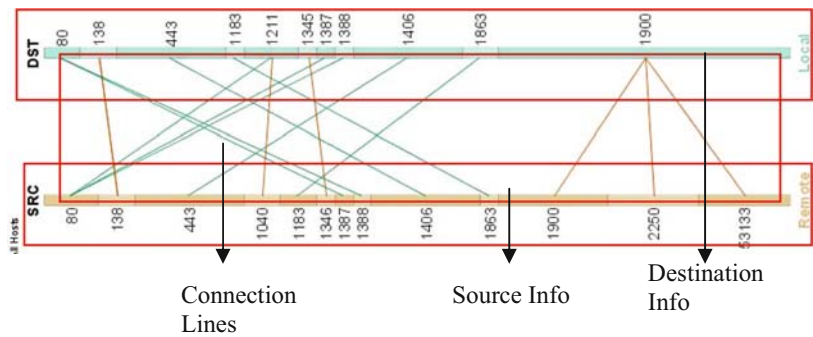 80 138 443 1183 1211 1345 1387 1388 1406 1863 1900
DST Local
SRC Remote
80 138 443 1040 1183 1346 1387 1388 1406 1863 1900 2250 53133
Connection Lines
Source Info
Destination Info